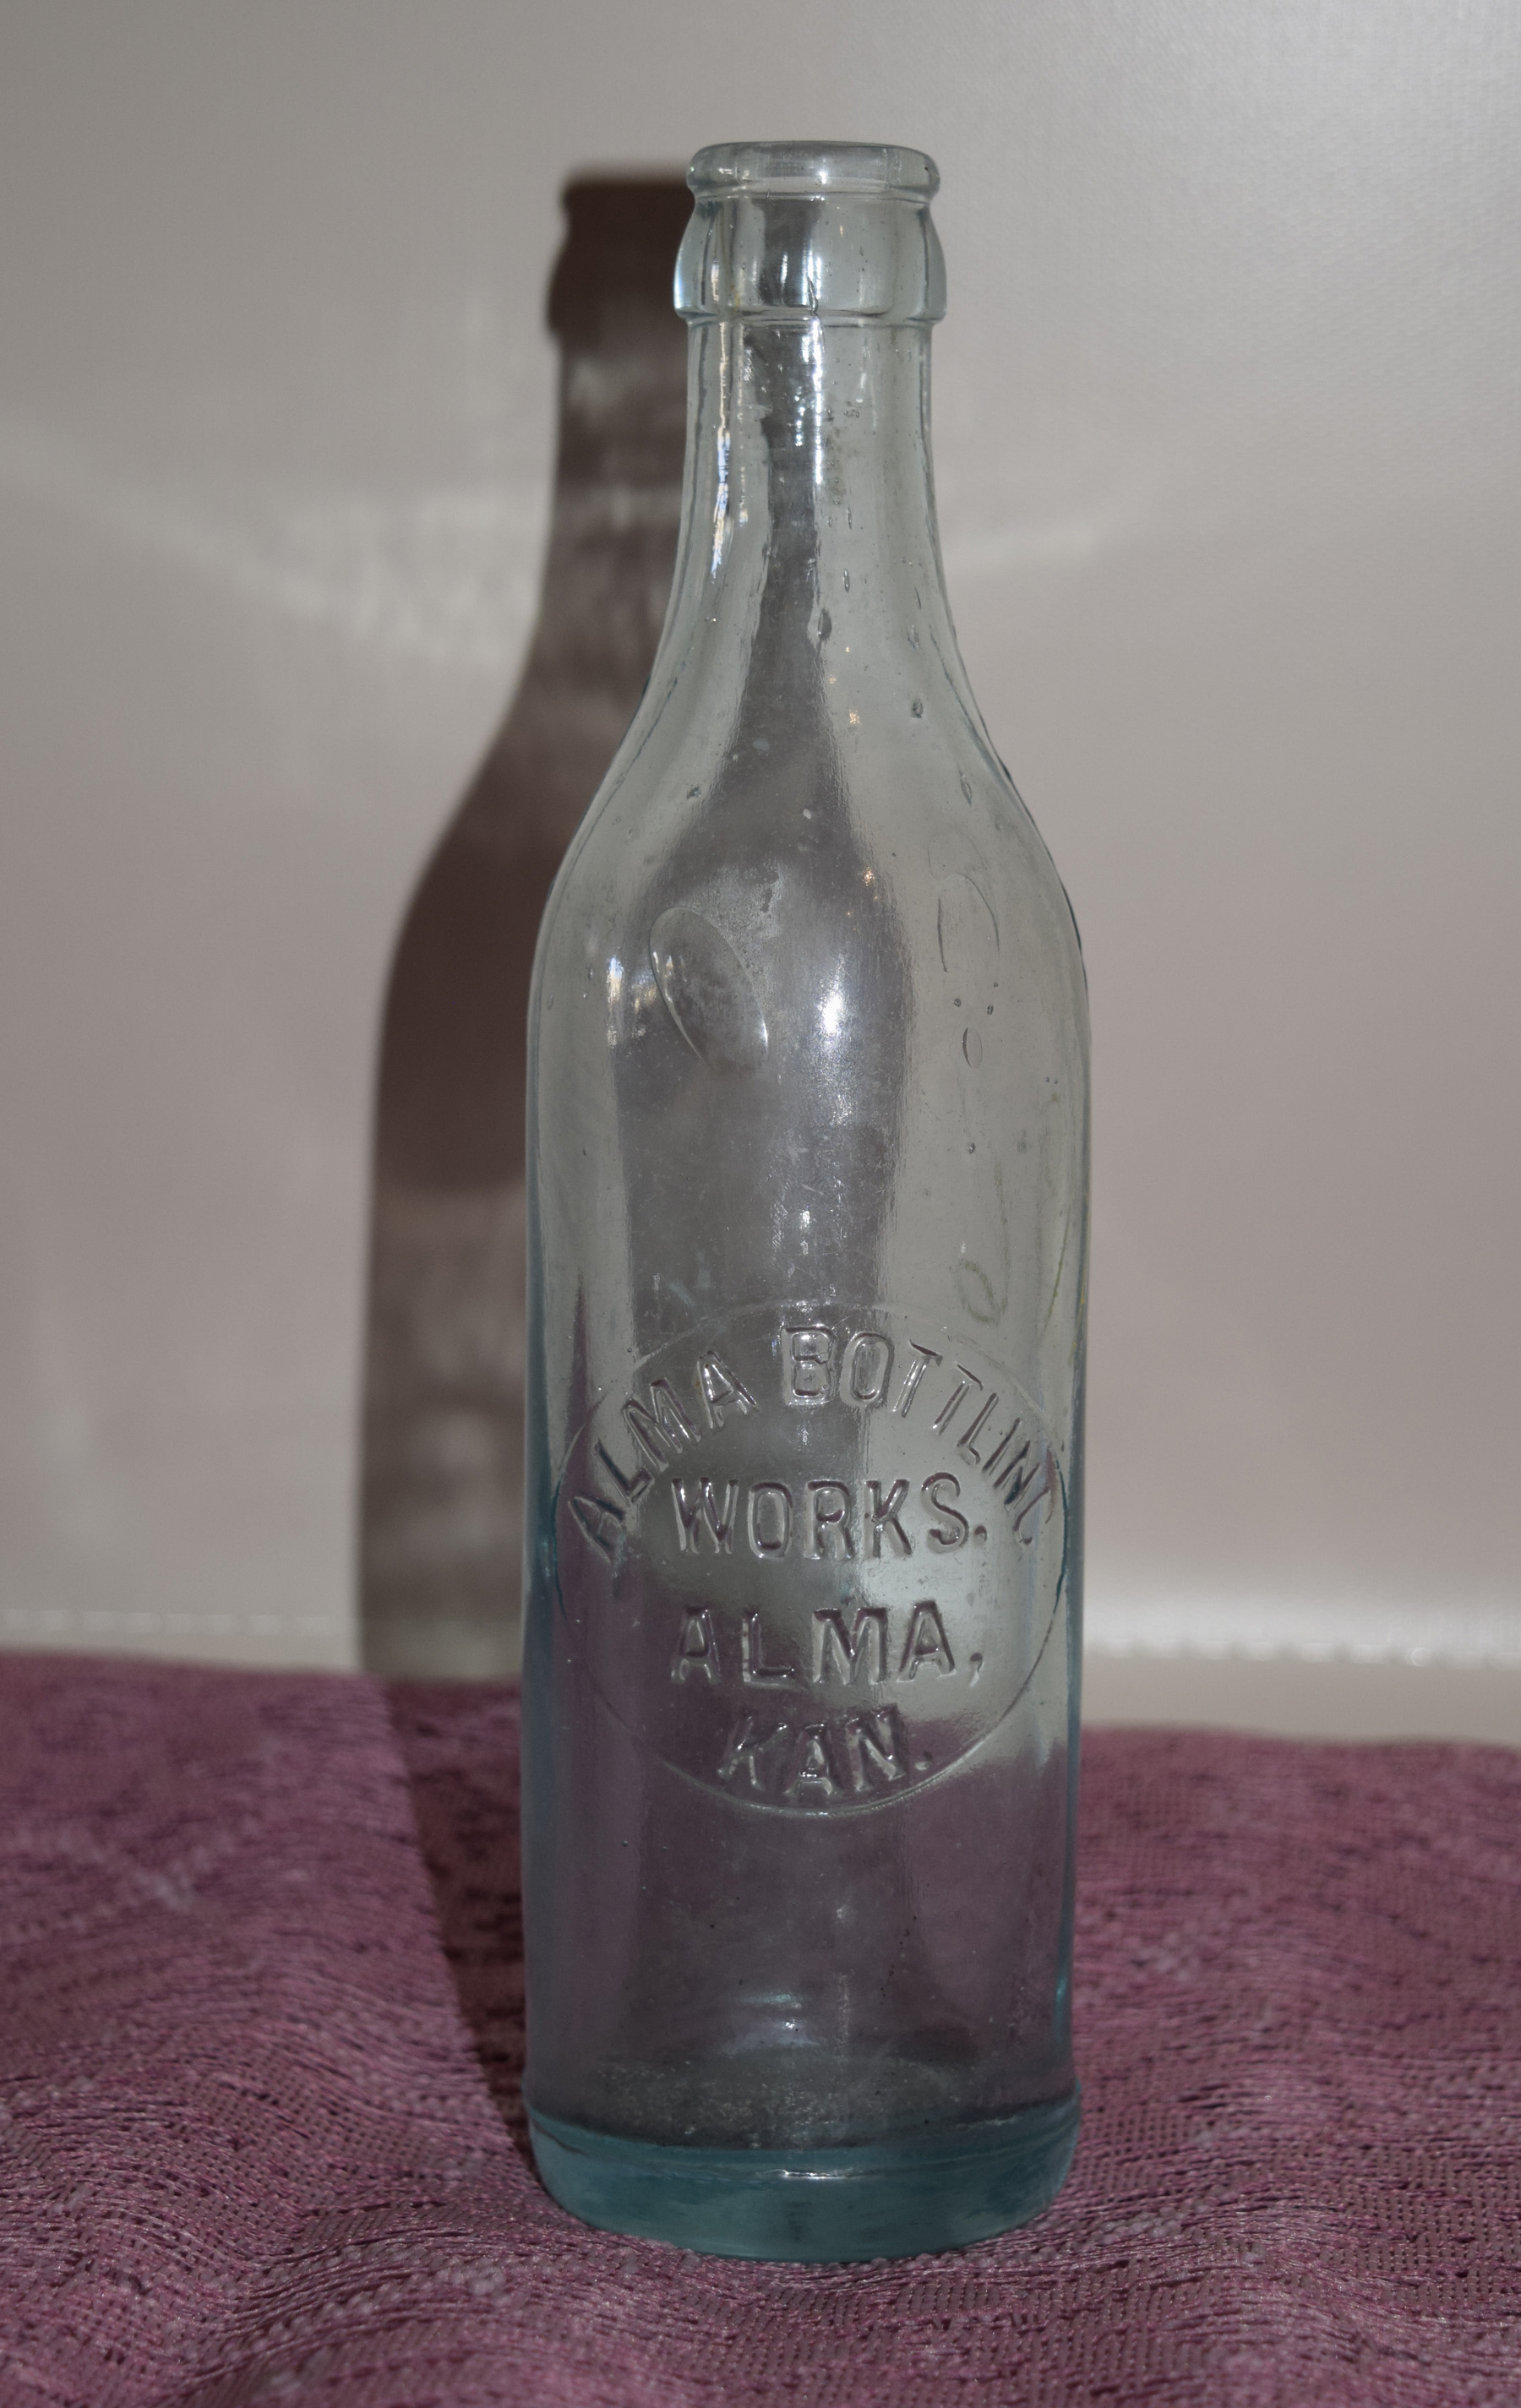 ALMA BOTTLING
WORKS.
ALMA,
KAN.